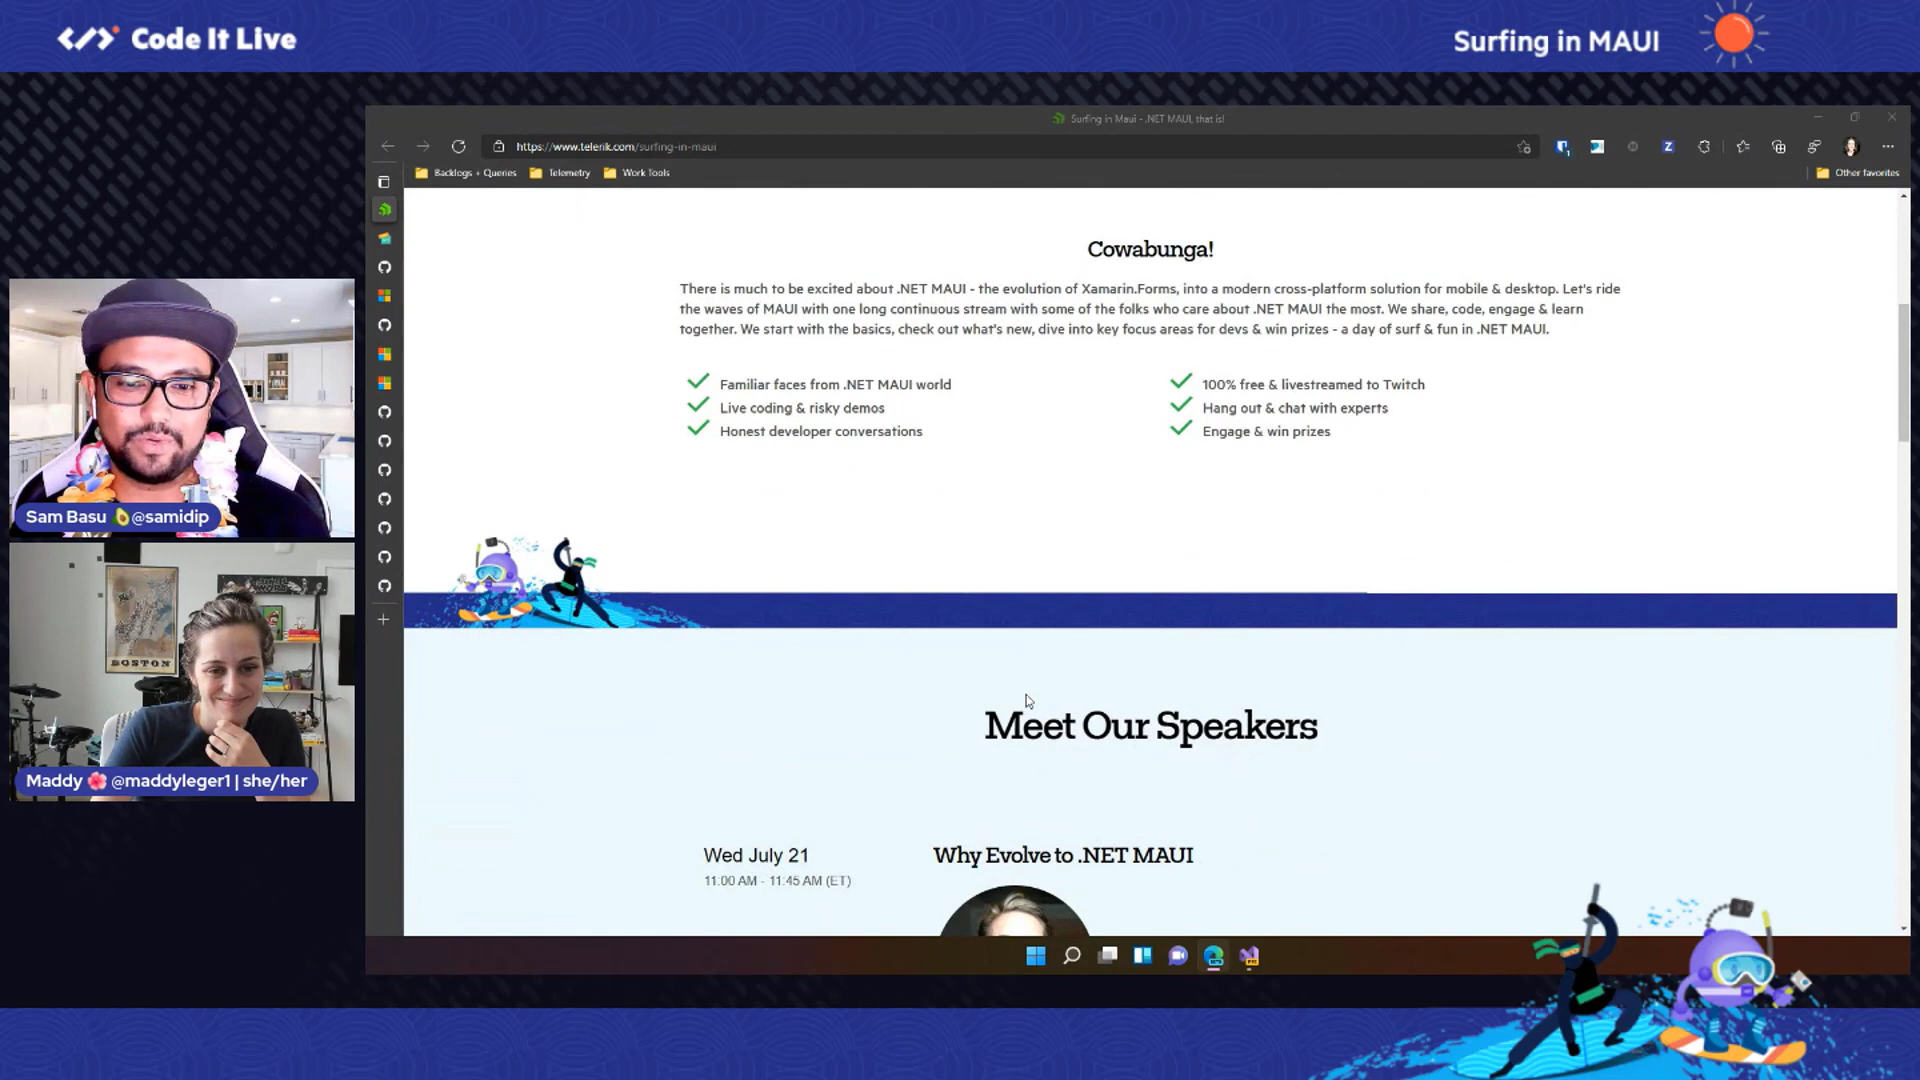 </> Code It Live
Surfing in MAUI
Surfing in Maui - .NET MAUI, that is!
https://www.telerik.com/surfing-in-maui
Backlogs + Queries
Telemetry
Work Tools
Other favorites
Cowabunga!
There is much to be excited about .NET MAUI - the evolution of Xamarin.Forms, into a modern cross-platform solution for mobile & desktop. Let's ride
the waves of MAUI with one long continuous stream with some of the folks who care about .NET MAUI the most. We share, code, engage & learn
together. We start with the basics, check out what's new, dive into key focus areas for devs & win prizes - a day of surf & fun in .NET MAUI.
Familiar faces from .NET MAUI world
Live coding & risky demos
Honest developer conversations
100% free & livestreamed to Twitch
Hang out & chat with experts
Engage & win prizes
Sam Basu 🥑@samidip
BOSTON
Maddy 🌺 @maddyleger1 | she/her
Meet Our Speakers
Wed July 21
11:00 AM - 11:45 AM (ET)
Why Evolve to .NET MAUI